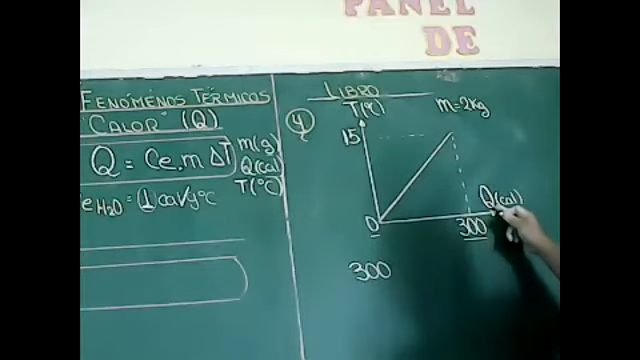 PANEL
DE
FENÓMENOS TÉRMICOS
"CALOR" (Q)
Q = Ce.m ΔT
m(g)
Q(cal)
T(°C)
eH2O = 1 cal/g°C
LIBRO
4
T(°C)
m=2kg
15
0
300
Q(cal)
300